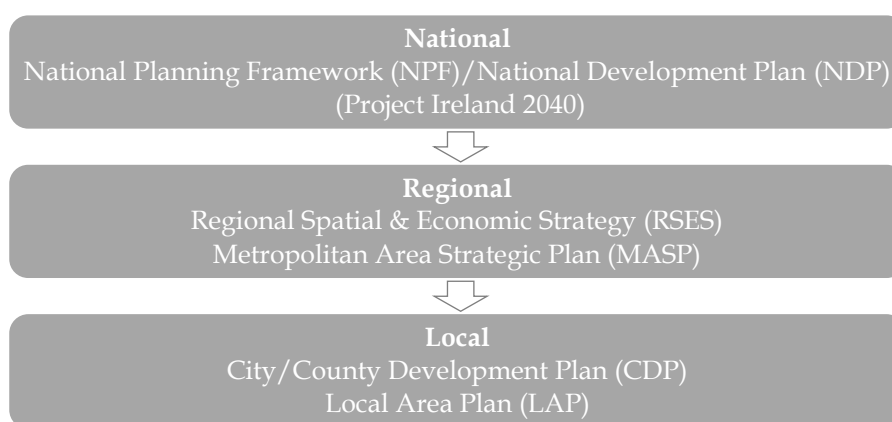 National
National Planning Framework (NPF)/National Development Plan (NDP)
(Project Ireland 2040)
Regional
Regional Spatial & Economic Strategy (RSES)
Metropolitan Area Strategic Plan (MASP)
Local
City/County Development Plan (CDP)
Local Area Plan (LAP)